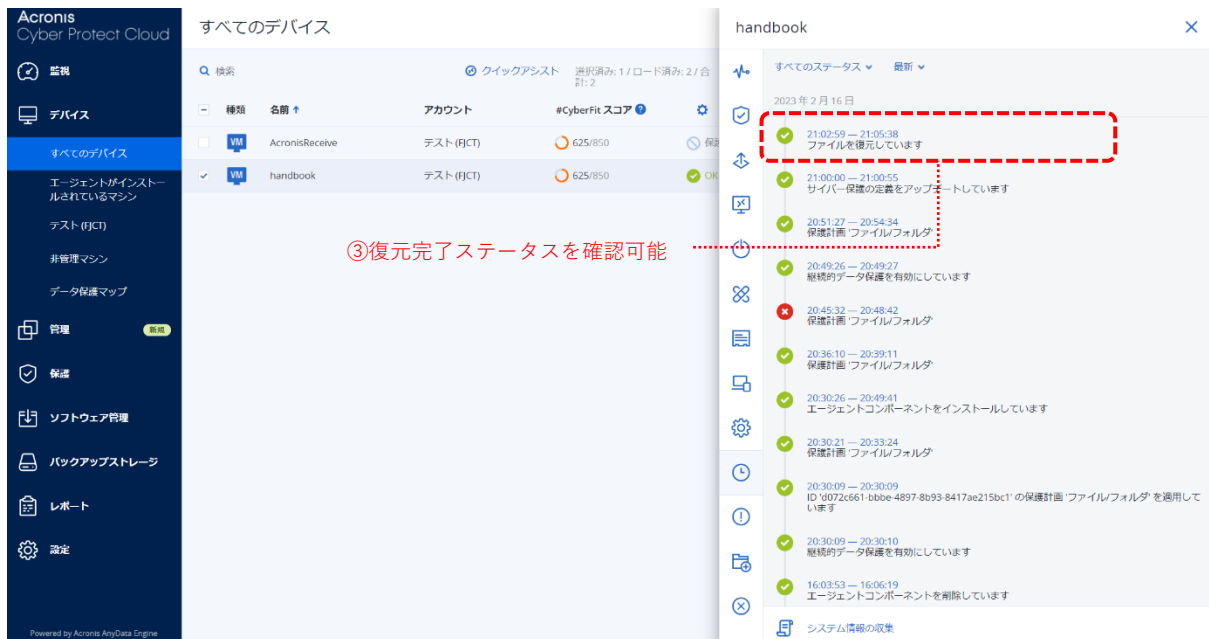 Acronis
Cyber Protect Cloud
監視
デバイス
すべてのデバイス
エージェントがインストー
ルされているマシン
テスト (FJCT)
非管理マシン
データ保護マップ
管理
新規
保護
ソフトウェア管理
バックアップストレージ
レポート
設定
Powered by Acronis AnyData Engine
すべてのデバイス
検索
クイックアシスト
選択済み: 1 / ロード済み: 2 / 合
計: 2
種類 名前 アカウント #CyberFit スコア
VM AcronisReceive テスト (FJCT) 625/850
VM handbook テスト (FJCT) 625/850 OK
③復元完了ステータスを確認可能
handbook
すべてのステータス 最新
2023 年 2 月 16 日
21:02:59 — 21:05:38
ファイルを復元しています
21:00:00 — 21:00:55
サイバー保護の定義をアップデートしています
20:51:27 — 20:54:34
保護計画 'ファイル/フォルダ'
20:49:26 — 20:49:27
継続的データ保護を有効にしています
20:45:32 — 20:48:42
保護計画 'ファイル/フォルダ'
20:36:10 — 20:39:11
保護計画 'ファイル/フォルダ'
20:30:26 — 20:49:41
エージェントコンポーネントをインストールしています
20:30:21 — 20:33:24
保護計画 'ファイル/フォルダ'
20:30:09 — 20:30:09
ID 'd072c661-bbbe-4897-8b93-8417ae215bc1' の保護計画 'ファイル/フォルダ' を適用して
います
20:30:09 — 20:30:10
継続的データ保護を有効にしています
16:03:53 — 16:06:19
エージェントコンポーネントを削除しています
システム情報の収集